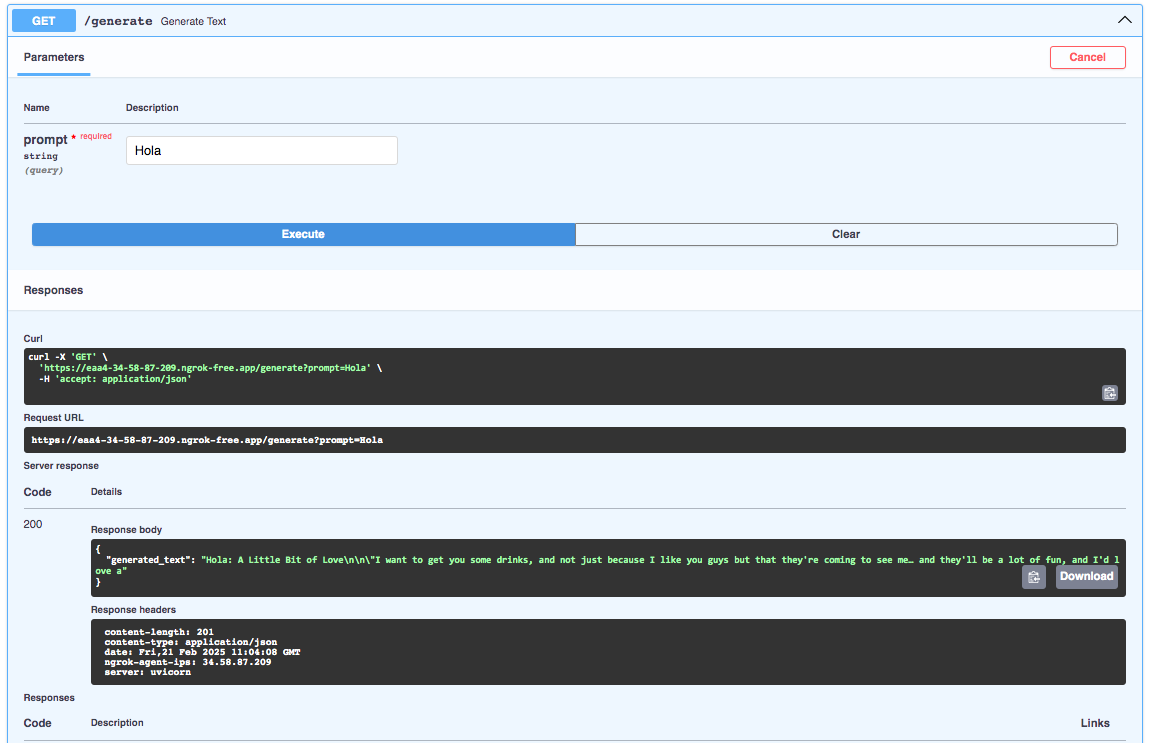 GET /generate Generate Text
Parameters
Cancel
Name Description
prompt * required
string
(query)
Hola
Execute Clear
Responses
Curl
curl -X 'GET' \
'https://eaa4-34-58-87-209.ngrok-free.app/generate?prompt=Hola' \
-H 'accept: application/json'
Request URL
https://eaa4-34-58-87-209.ngrok-free.app/generate?prompt=Hola
Server response
Code Details
200
Response body
{
"generated_text": "Hola: A Little Bit of Love\n\n\"I want to get you some drinks, and not just because I like you guys but that they're coming to see me… and they'll be a lot of fun, and I'd l
ove a"
}
Download
Response headers
content-length: 201
content-type: application/json
date: Fri,21 Feb 2025 11:04:08 GMT
ngrok-agent-ips: 34.58.87.209
server: uvicorn
Responses
Code Description Links